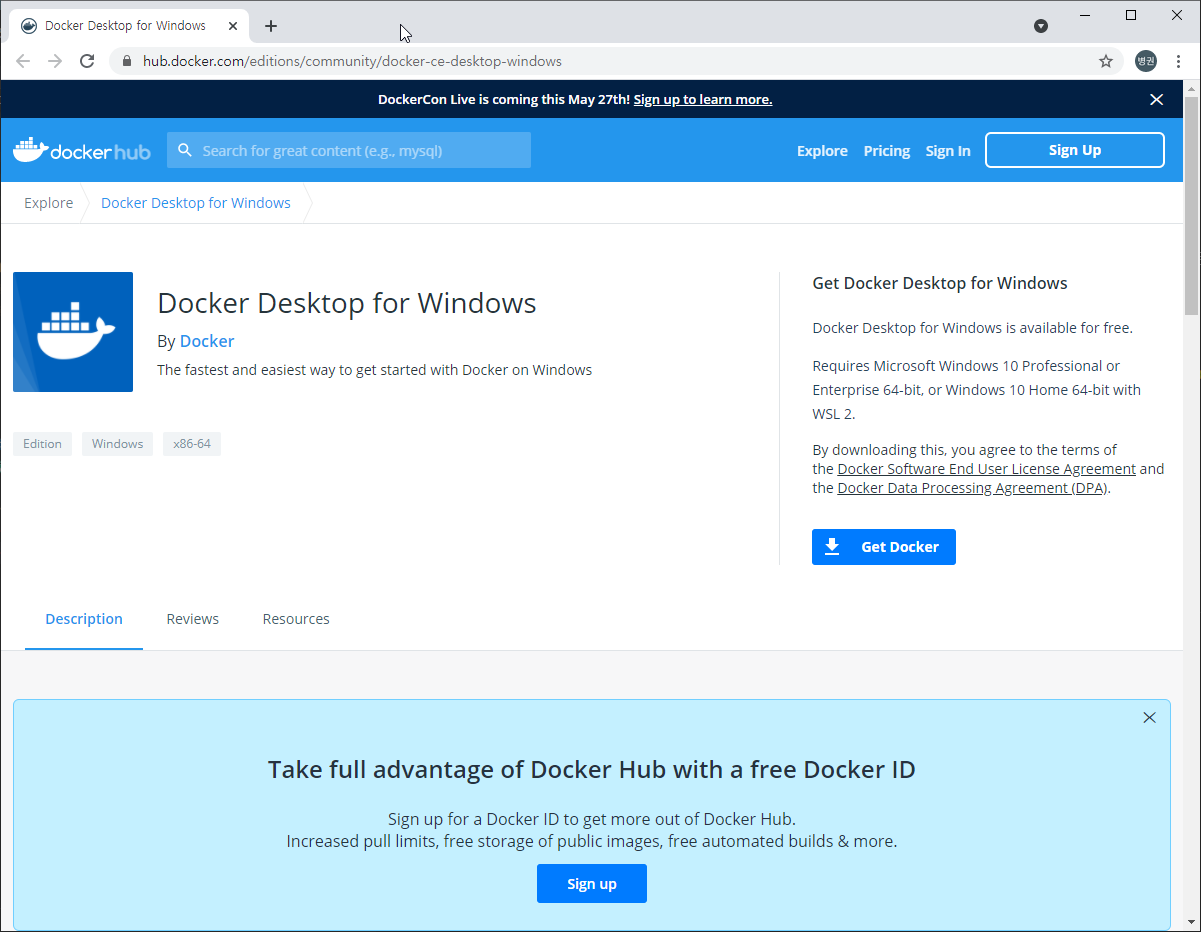 Docker Desktop for Windows
hub.docker.com/editions/community/docker-ce-desktop-windows
병권
DockerCon Live is coming this May 27th! Sign up to learn more.
docker hub
Search for great content (e.g., mysql)
Explore
Pricing
Sign In
Sign Up
Explore
Docker Desktop for Windows
Docker Desktop for Windows
By Docker
The fastest and easiest way to get started with Docker on Windows
Edition
Windows
x86-64
Get Docker Desktop for Windows
Docker Desktop for Windows is available for free.
Requires Microsoft Windows 10 Professional or
Enterprise 64-bit, or Windows 10 Home 64-bit with
WSL 2.
By downloading this, you agree to the terms of
the Docker Software End User License Agreement and
the Docker Data Processing Agreement (DPA).
Get Docker
Description
Reviews
Resources
Take full advantage of Docker Hub with a free Docker ID
Sign up for a Docker ID to get more out of Docker Hub.
Increased pull limits, free storage of public images, free automated builds & more.
Sign up